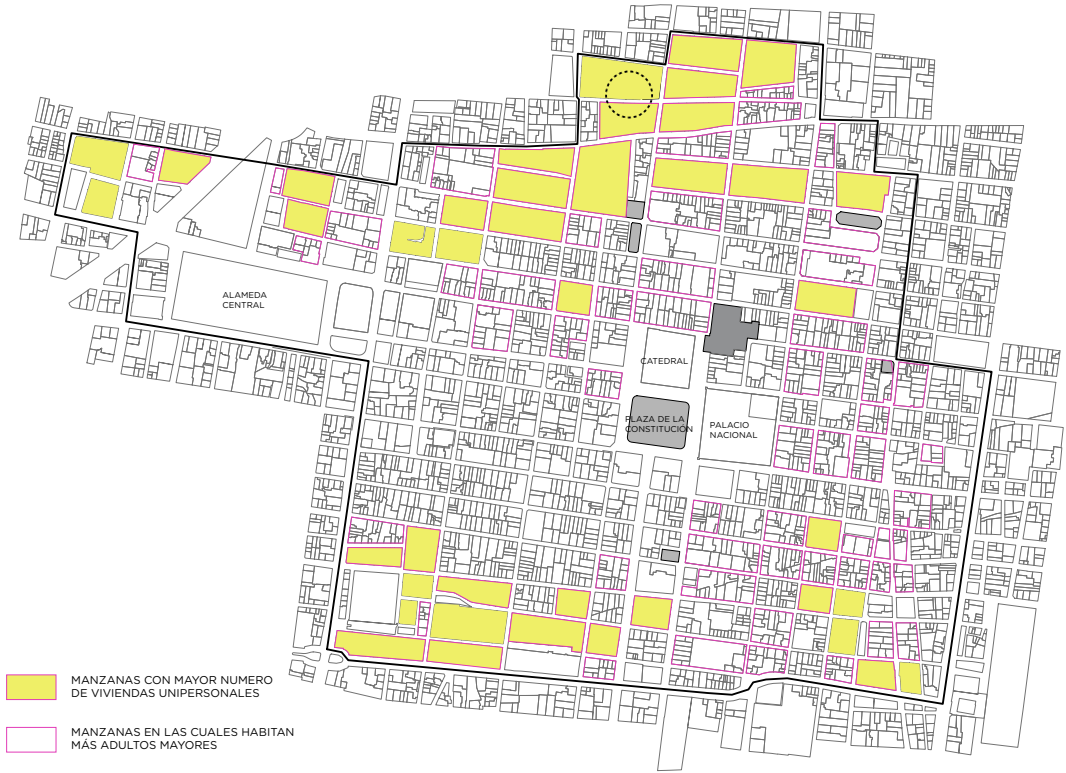 ALAMEDA
CENTRAL
CATEDRAL
PLAZA DE LA
CONSTITUCIÓN
PALACIO
NACIONAL
MANZANAS CON MAYOR NUMERO
DE VIVIENDAS UNIPERSONALES
MANZANAS EN LAS CUALES HABITAN
MÁS ADULTOS MAYORES